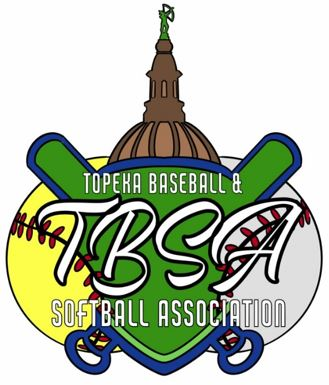 TOPEKA BASEBALL &
TBSA
SOFTBALL ASSOCIATION